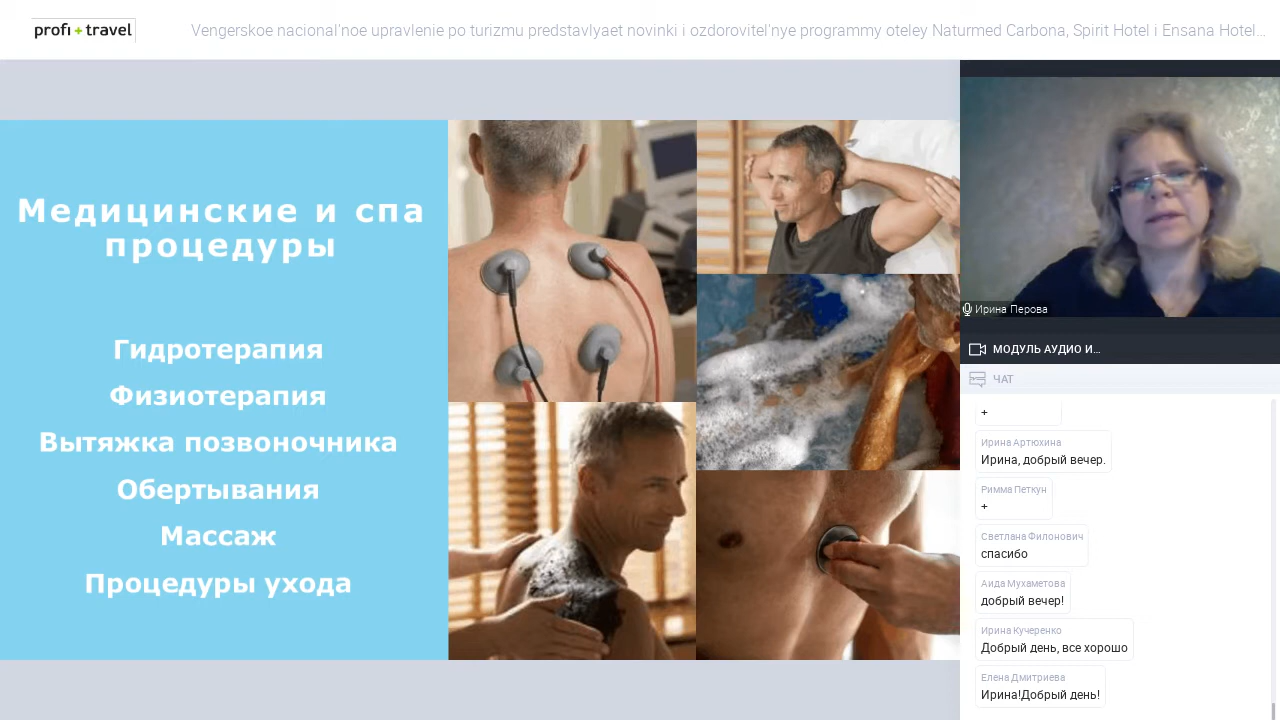 profi + travel
Vengerskoe nacional'noe upravlenie po turizmu predstavlyaet novinki i ozdorovitel'nye programmy oteley Naturmed Carbona, Spirit Hotel i Ensana Hotel...
Медицинские и спа
процедуры
Гидротерапия
Физиотерапия
Вытяжка позвоночника
Обертывания
Массаж
Процедуры ухода
Ирина Перова
МОДУЛЬ АУДИО И...
ЧАТ
+
Ирина Артюхина
Ирина, добрый вечер.
Римма Петкун
+
Светлана Филонович
спасибо
Аида Мухаметова
добрый вечер!
Ирина Кучеренко
Добрый день, все хорошо
Елена Дмитриева
Ирина!Добрый день!